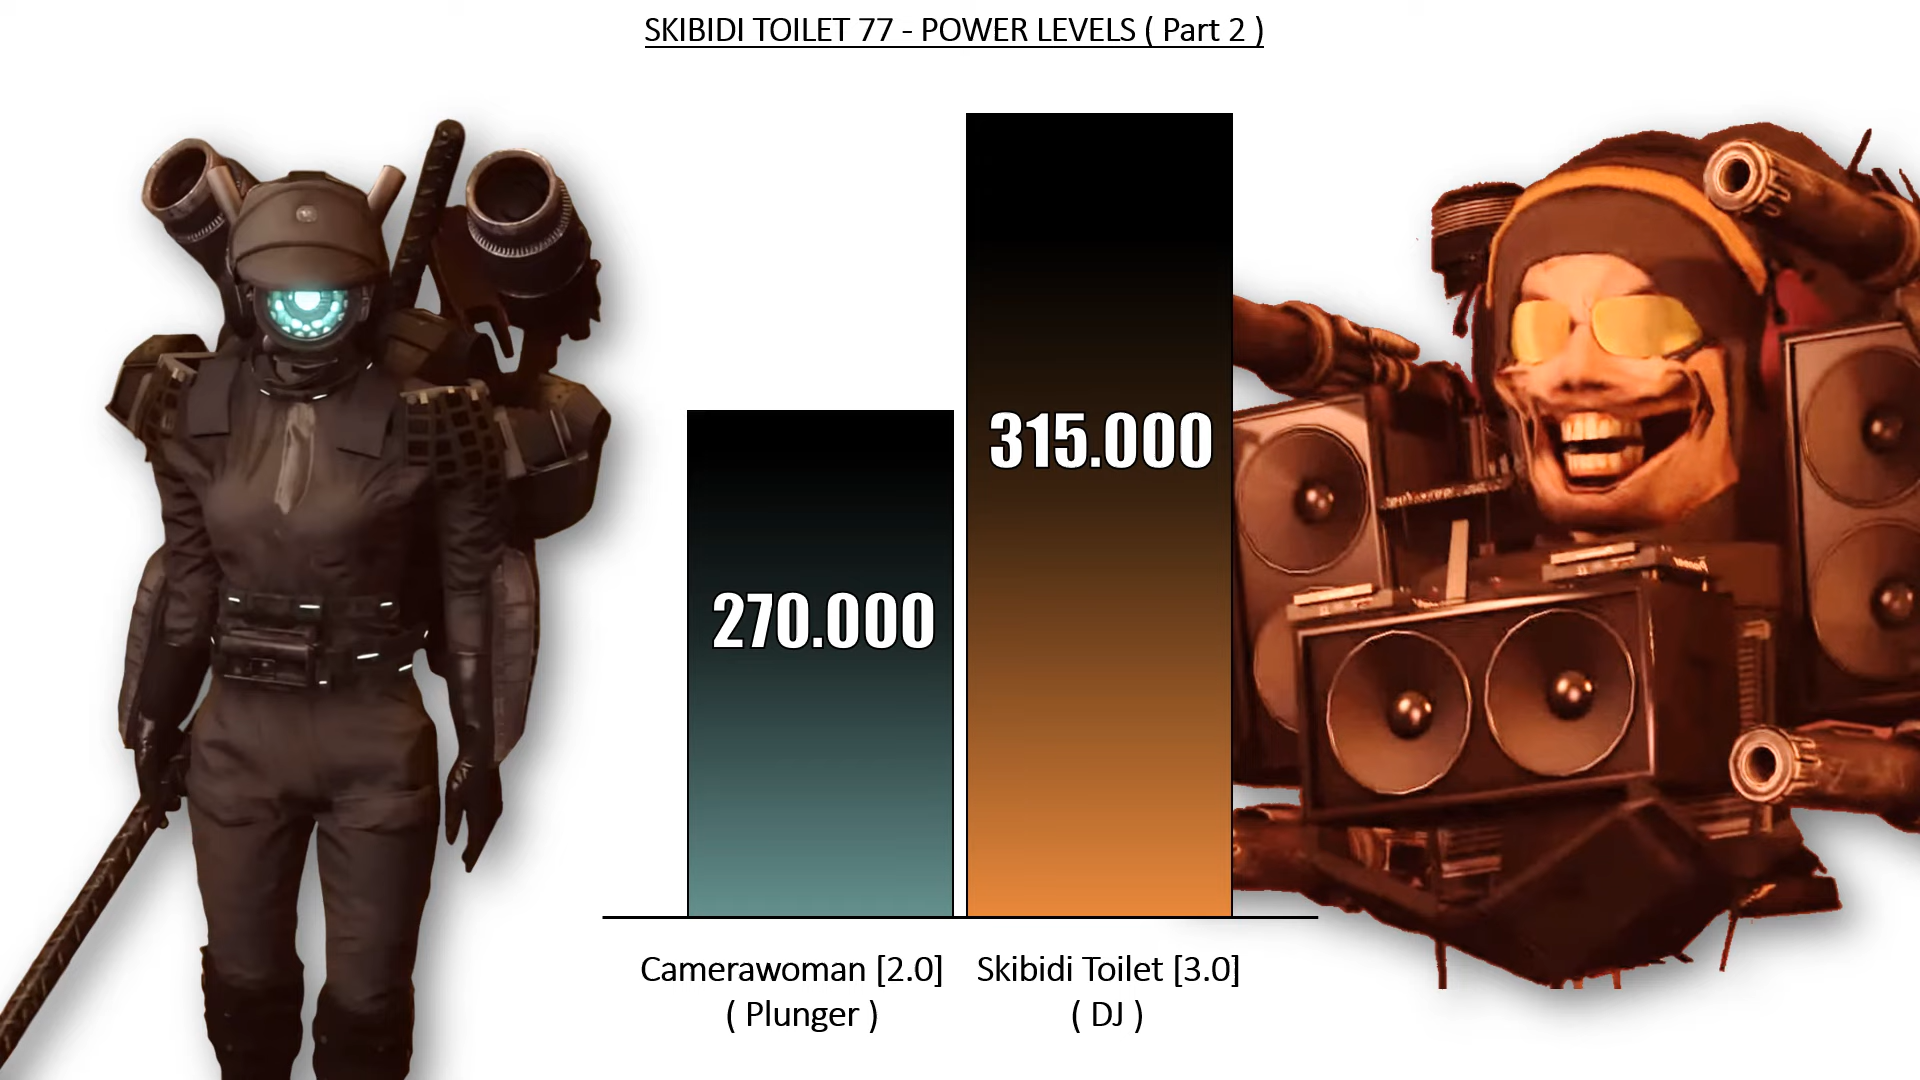 SKIBIDI TOILET 77 - POWER LEVELS ( Part 2 )
315.000
270.000
Camerawoman [2.0]
( Plunger )
Skibidi Toilet [3.0]
( DJ )